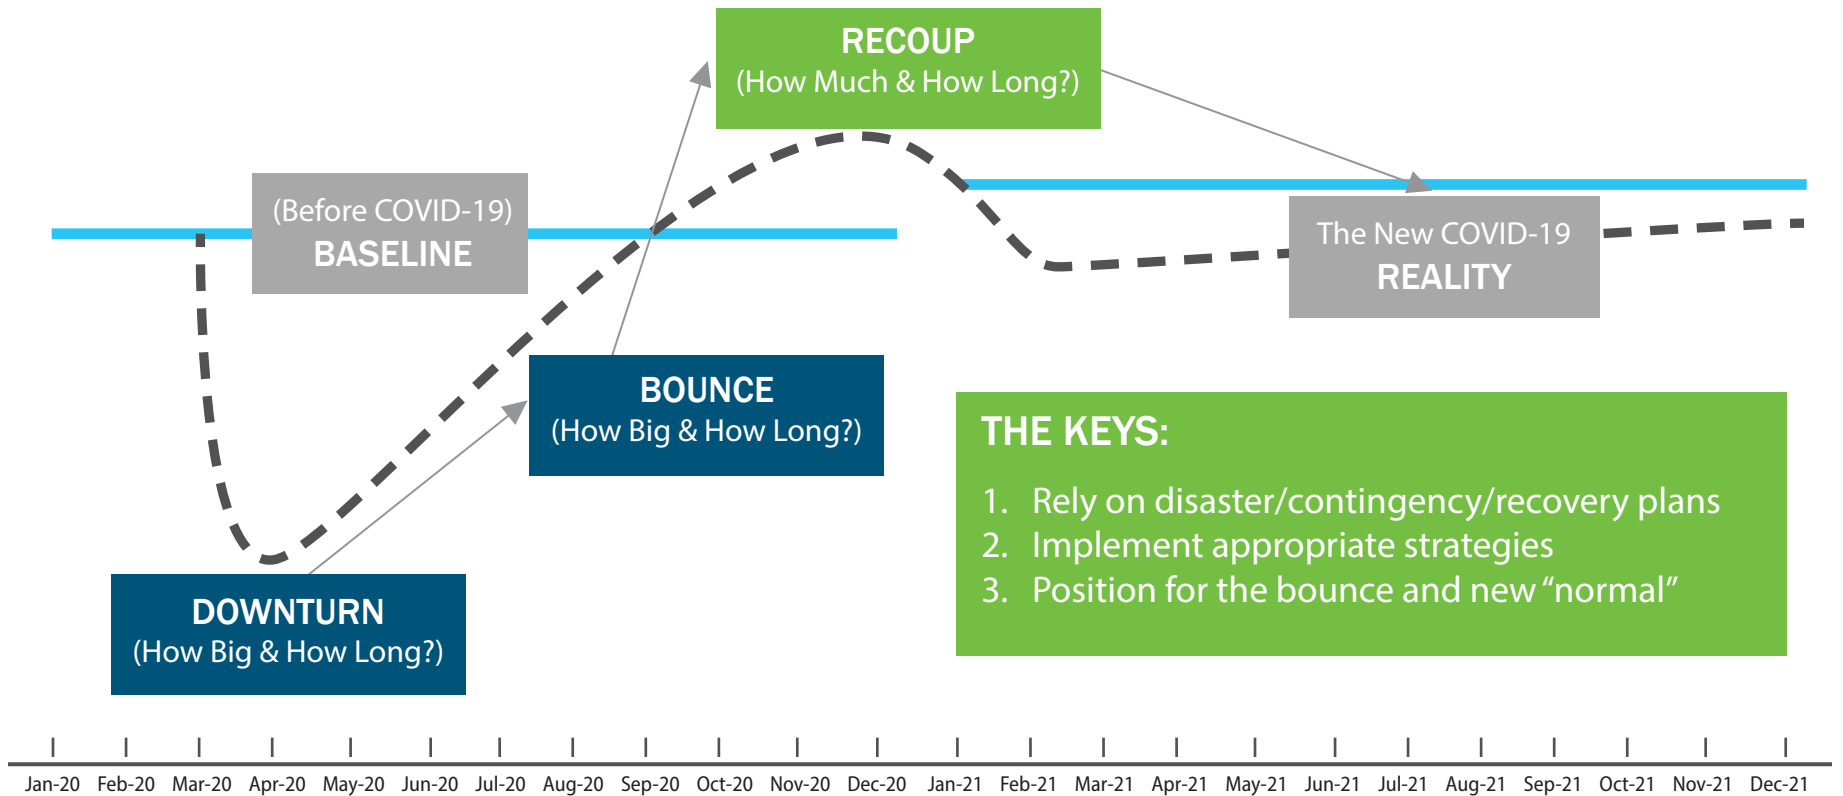 RECOUP
(How Much & How Long?)
(Before COVID-19)
BASELINE
The New COVID-19
REALITY
BOUNCE
(How Big & How Long?)
DOWNTURN
(How Big & How Long?)
THE KEYS:
1. Rely on disaster/contingency/recovery plans
2. Implement appropriate strategies
3. Position for the bounce and new “normal”
Jan-20 Feb-20 Mar-20 Apr-20 May-20 Jun-20 Jul-20 Aug-20 Sep-20 Oct-20 Nov-20 Dec-20 Jan-21 Feb-21 Mar-21 Apr-21 May-21 Jun-21 Jul-21 Aug-21 Sep-21 Oct-21 Nov-21 Dec-21